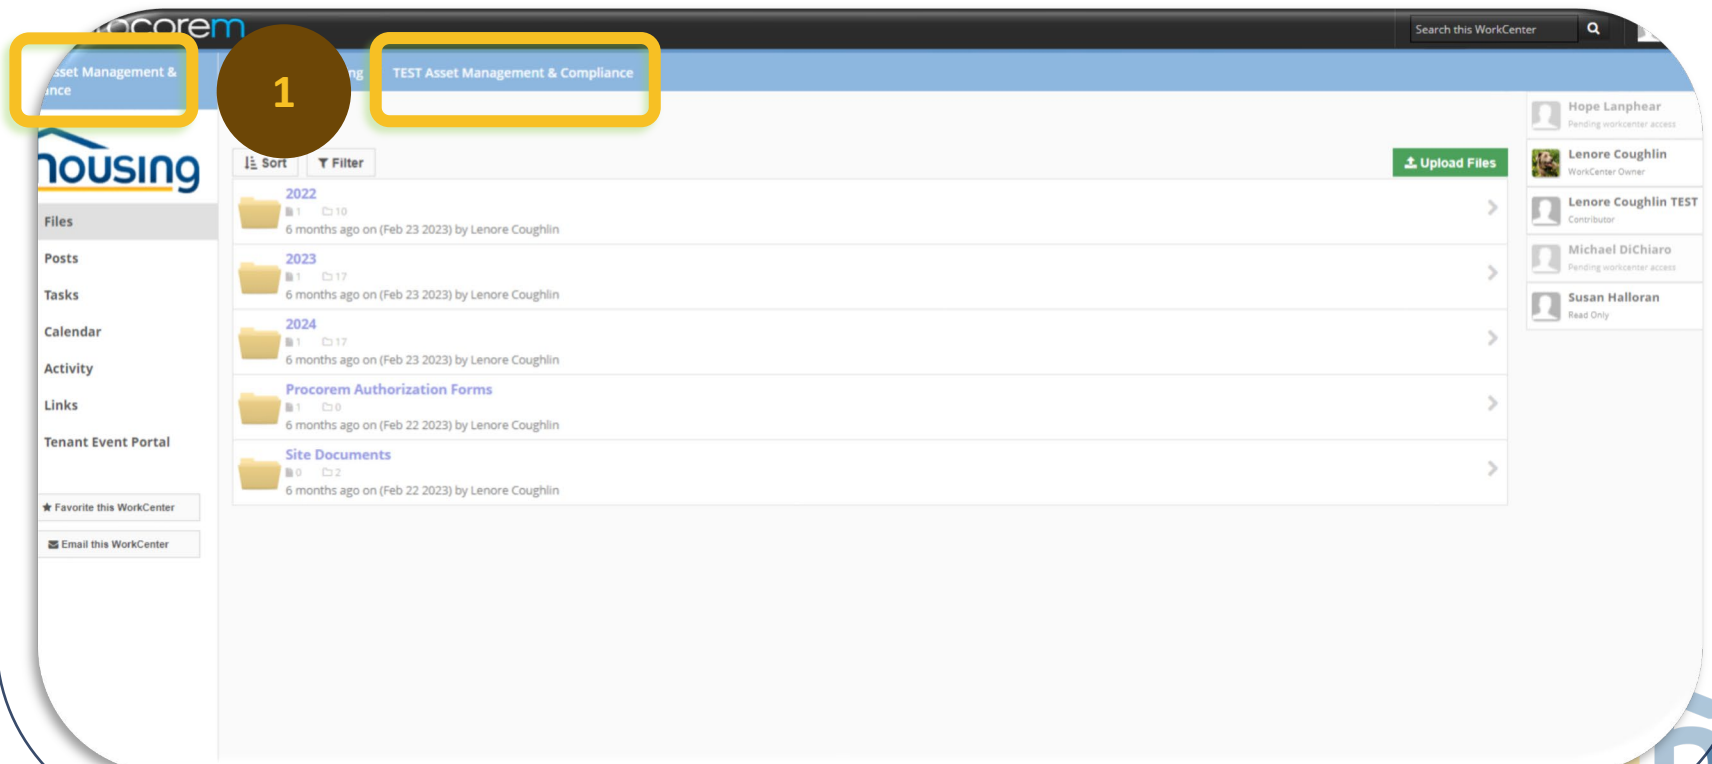 Search this WorkCenter
Management &
1
TEST Asset Management & Compliance
housing
Files
Posts
Tasks
Calendar
Activity
Links
Tenant Event Portal
Favorite this WorkCenter
Email this WorkCenter
Sort
Filter
Upload Files
2022
1 10
6 months ago on (Feb 23 2023) by Lenore Coughlin
2023
1 17
6 months ago on (Feb 23 2023) by Lenore Coughlin
2024
1 17
6 months ago on (Feb 23 2023) by Lenore Coughlin
Procorem Authorization Forms
1 0
6 months ago on (Feb 22 2023) by Lenore Coughlin
Site Documents
0 2
6 months ago on (Feb 22 2023) by Lenore Coughlin
Hope Lanphear
Pending workcenter access
Lenore Coughlin
WorkCenter Owner
Lenore Coughlin TEST
Contributor
Michael DiChiaro
Pending workcenter access
Susan Halloran
Read Only